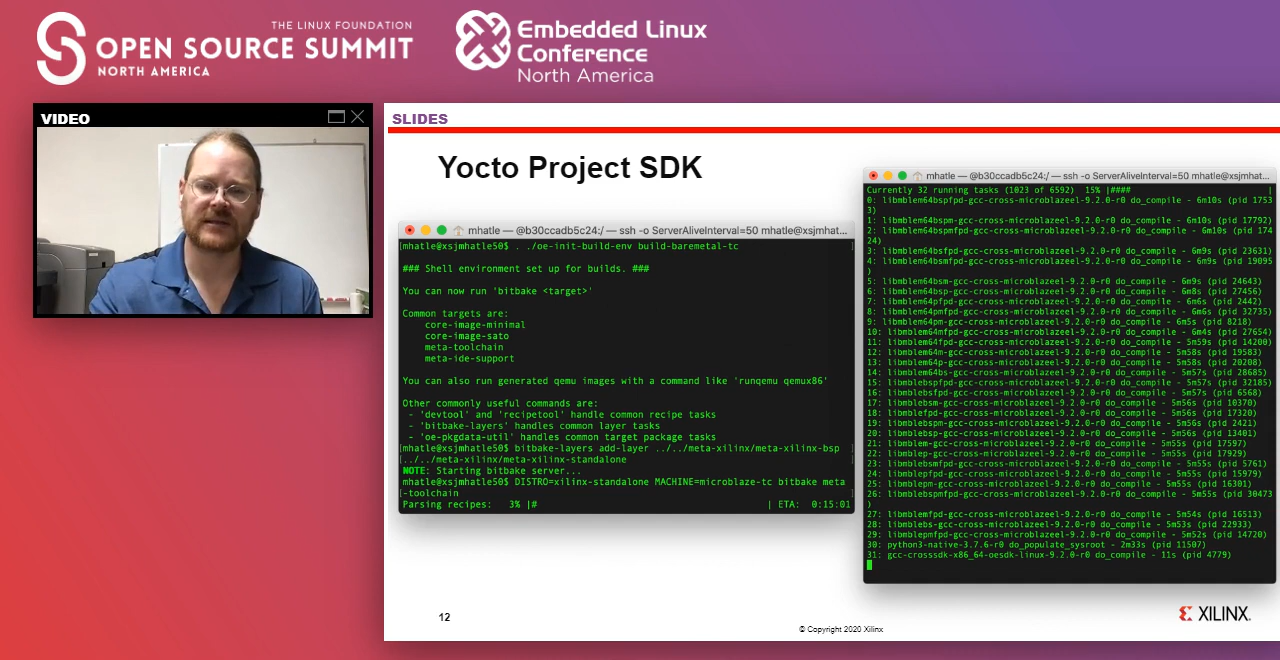 THE LINUX FOUNDATION
OPEN SOURCE SUMMIT
NORTH AMERICA
Embedded Linux
Conference
North America
VIDEO
SLIDES
Yocto Project SDK
mhatle — @b30ccadb5c24:/ — ssh -o ServerAliveInterval=50 mhatle@xsjmhat...
[mhatle@xsjmhatle50$ . ./oe-init-build-env build-baremetal-tc ]
### Shell environment set up for builds. ###
You can now run 'bitbake <target>'
Common targets are:
core-image-minimal
core-image-sato
meta-toolchain
meta-ide-support
You can also run generated qemu images with a command like 'runqemu qemux86'
Other commonly useful commands are:
- 'devtool' and 'recipetool' handle common recipe tasks
- 'bitbake-layers' handles common layer tasks
- 'oe-pkgdata-util' handles common target package tasks
[mhatle@xsjmhatle50$ bitbake-layers add-layer ../../meta-xilinx/meta-xilinx-bsp ]
[../../meta-xilinx/meta-xilinx-standalone ]
NOTE: Starting bitbake server...
mhatle@xsjmhatle50$ DISTRO=xilinx-standalone MACHINE=microblaze-tc bitbake meta
[-toolchain ]
Parsing recipes: 3% |# | ETA: 0:15:01
mhatle — @b30ccadb5c24:/ — ssh -o ServerAliveInterval=50 mhatle@xsjmhat...
Currently 32 running tasks (1023 of 6592) 15% |#### |
0: libmblem64bspfpd-gcc-cross-microblazeel-9.2.0-r0 do_compile - 6m10s (pid 1753
3)
1: libmblem64bspm-gcc-cross-microblazeel-9.2.0-r0 do_compile - 6m10s (pid 17792)
2: libmblem64bspmfpd-gcc-cross-microblazeel-9.2.0-r0 do_compile - 6m10s (pid 174
24)
3: libmblem64bsfpd-gcc-cross-microblazeel-9.2.0-r0 do_compile - 6m9s (pid 23631)
4: libmblem64bsmfpd-gcc-cross-microblazeel-9.2.0-r0 do_compile - 6m9s (pid 19095
)
5: libmblem64bsm-gcc-cross-microblazeel-9.2.0-r0 do_compile - 6m9s (pid 24643)
6: libmblem64bsp-gcc-cross-microblazeel-9.2.0-r0 do_compile - 6m8s (pid 27456)
7: libmblem64fpd-gcc-cross-microblazeel-9.2.0-r0 do_compile - 6m6s (pid 2442)
8: libmblem64pmfpd-gcc-cross-microblazeel-9.2.0-r0 do_compile - 6m6s (pid 32735)
9: libmblem64pm-gcc-cross-microblazeel-9.2.0-r0 do_compile - 6m5s (pid 8218)
10: libmblem64mfpd-gcc-cross-microblazeel-9.2.0-r0 do_compile - 6m4s (pid 27654)
11: libmblem64pfpd-gcc-cross-microblazeel-9.2.0-r0 do_compile - 5m59s (pid 14200)
12: libmblem64m-gcc-cross-microblazeel-9.2.0-r0 do_compile - 5m58s (pid 19583)
13: libmblem64p-gcc-cross-microblazeel-9.2.0-r0 do_compile - 5m58s (pid 20208)
14: libmblem64bs-gcc-cross-microblazeel-9.2.0-r0 do_compile - 5m57s (pid 28685)
15: libmblebspfpd-gcc-cross-microblazeel-9.2.0-r0 do_compile - 5m57s (pid 32185)
16: libmblebsfpd-gcc-cross-microblazeel-9.2.0-r0 do_compile - 5m57s (pid 6568)
17: libmblebsm-gcc-cross-microblazeel-9.2.0-r0 do_compile - 5m56s (pid 10370)
18: libmblefpd-gcc-cross-microblazeel-9.2.0-r0 do_compile - 5m56s (pid 17320)
19: libmblebspm-gcc-cross-microblazeel-9.2.0-r0 do_compile - 5m56s (pid 2421)
20: libmblebsp-gcc-cross-microblazeel-9.2.0-r0 do_compile - 5m56s (pid 13401)
21: libmblem-gcc-cross-microblazeel-9.2.0-r0 do_compile - 5m55s (pid 17597)
22: libmblep-gcc-cross-microblazeel-9.2.0-r0 do_compile - 5m55s (pid 17929)
23: libmblebsmfpd-gcc-cross-microblazeel-9.2.0-r0 do_compile - 5m55s (pid 5761)
24: libmblepfpd-gcc-cross-microblazeel-9.2.0-r0 do_compile - 5m55s (pid 15979)
25: libmblepm-gcc-cross-microblazeel-9.2.0-r0 do_compile - 5m55s (pid 16301)
26: libmblebspmfpd-gcc-cross-microblazeel-9.2.0-r0 do_compile - 5m55s (pid 30473
)
27: libmblemfpd-gcc-cross-microblazeel-9.2.0-r0 do_compile - 5m54s (pid 16513)
28: libmblebs-gcc-cross-microblazeel-9.2.0-r0 do_compile - 5m53s (pid 22933)
29: libmblepmfpd-gcc-cross-microblazeel-9.2.0-r0 do_compile - 5m52s (pid 14720)
30: python3-native-3.7.6-r0 do_populate_sysroot - 2m33s (pid 11507)
31: gcc-crosssdk-x86_64-oesdk-linux-9.2.0-r0 do_compile - 11s (pid 4779)
12
© Copyright 2020 Xilinx
XILINX.